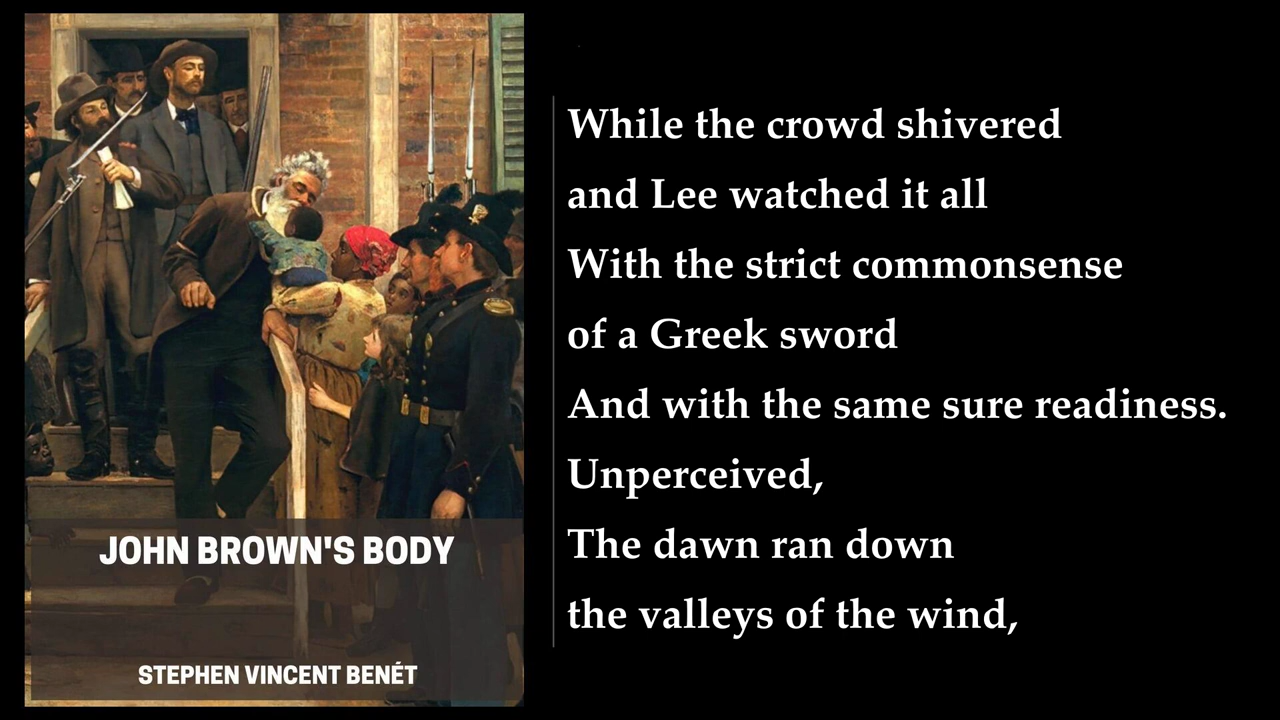 JOHN BROWN'S BODY
STEPHEN VINCENT BENÉT
While the crowd shivered
and Lee watched it all
With the strict commonsense
of a Greek sword
And with the same sure readiness.
Unperceived,
The dawn ran down
the valleys of the wind,